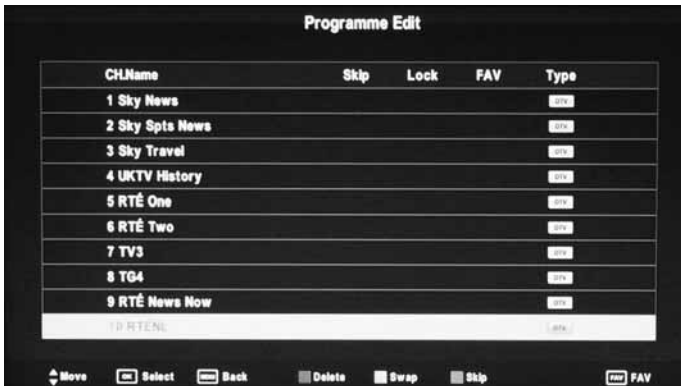 Programme Edit
CH.Name Skip Lock FAV Type
1 Sky News DTV
2 Sky Spts News DTV
3 Sky Travel DTV
4 UKTV History DTV
5 RTÉ One DTV
6 RTÉ Two DTV
7 TV3 DTV
8 TG4 DTV
9 RTÉ News Now DTV
10 RTENL DTV
Move OK Select MENU Back Delete Swap Skip FAV FAV